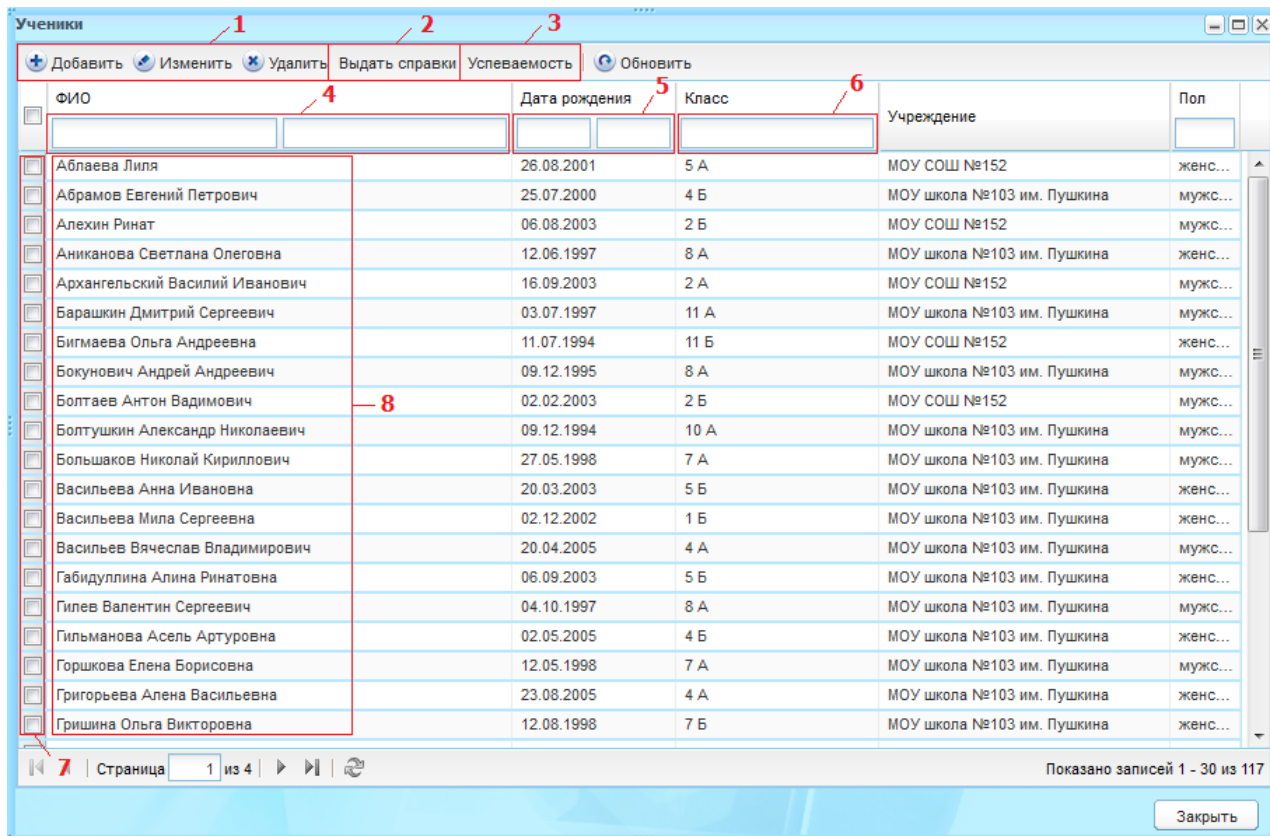 Ученики 1 2 3
Добавить Изменить Удалить Выдать справки Успеваемость Обновить
ФИО 4 Дата рождения 5 Класс 6 Учреждение Пол
Аблаева Лиля 26.08.2001 5 А МОУ СОШ №152 женс...
Абрамов Евгений Петрович 25.07.2000 4 Б МОУ школа №103 им. Пушкина мужс...
Алехин Ринат 06.08.2003 2 Б МОУ СОШ №152 мужс...
Аниканова Светлана Олеговна 12.06.1997 8 А МОУ школа №103 им. Пушкина женс...
Архангельский Василий Иванович 16.09.2003 2 А МОУ СОШ №152 мужс...
Барашкин Дмитрий Сергеевич 03.07.1997 11 А МОУ школа №103 им. Пушкина мужс...
Бигмаева Ольга Андреевна 11.07.1994 11 Б МОУ СОШ №152 женс...
Бокунович Андрей Андреевич 09.12.1995 8 А МОУ школа №103 им. Пушкина мужс...
Болтаев Антон Вадимович 8 02.02.2003 2 Б МОУ СОШ №152 мужс...
Болтушкин Александр Николаевич 09.12.1994 10 А МОУ школа №103 им. Пушкина мужс...
Большаков Николай Кириллович 27.05.1998 7 А МОУ школа №103 им. Пушкина мужс...
Васильева Анна Ивановна 20.03.2003 5 Б МОУ школа №103 им. Пушкина женс...
Васильева Мила Сергеевна 02.12.2002 1 Б МОУ школа №103 им. Пушкина женс...
Васильев Вячеслав Владимирович 20.04.2005 4 А МОУ школа №103 им. Пушкина мужс...
Габидуллина Алина Ринатовна 06.09.2003 5 Б МОУ школа №103 им. Пушкина женс...
Гилев Валентин Сергеевич 04.10.1997 8 А МОУ школа №103 им. Пушкина мужс...
Гильманова Асель Артуровна 02.05.2005 4 Б МОУ школа №103 им. Пушкина женс...
Горшкова Елена Борисовна 12.05.1998 7 А МОУ школа №103 им. Пушкина мужс...
Григорьева Алена Васильевна 23.08.2005 4 А МОУ школа №103 им. Пушкина женс...
Гришина Ольга Викторовна 12.08.1998 7 Б МОУ школа №103 им. Пушкина женс...
7 Страница 1 из 4 Показано записей 1 - 30 из 117
Закрыть